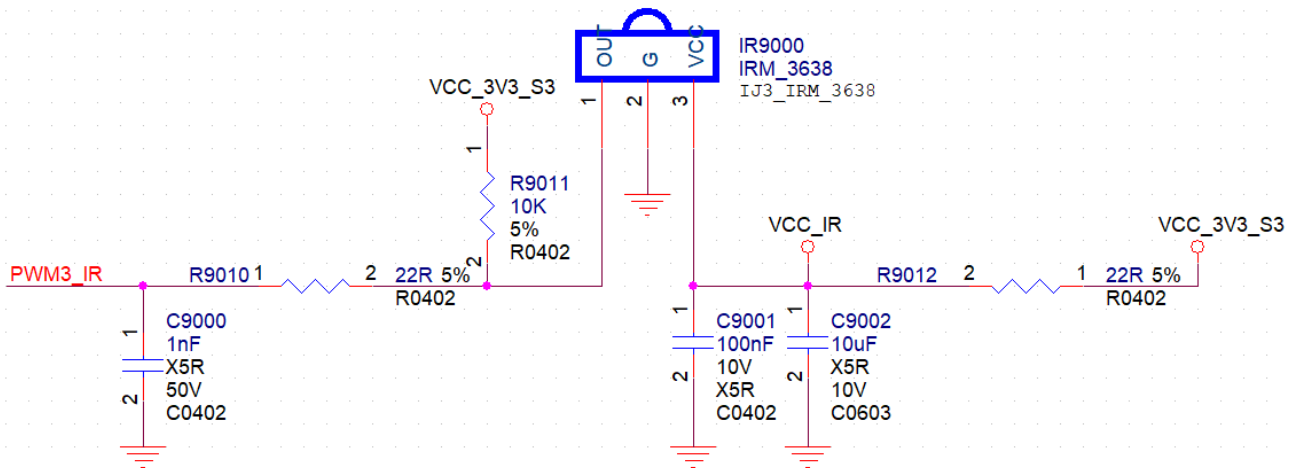 OUT
G
VCC
IR9000
IRM_3638
IJ3_IRM_3638
1
2
3
VCC_3V3_S3
1
R9011
10K
5%
R0402
2
PWM3_IR
R9010
1
2
22R 5%
R0402
VCC_IR
VCC_3V3_S3
R9012
2
1
22R 5%
R0402
1
C9000
1nF
X5R
50V
C0402
2
1
C9001
100nF
10V
X5R
C0402
2
1
C9002
10uF
X5R
10V
C0603
2